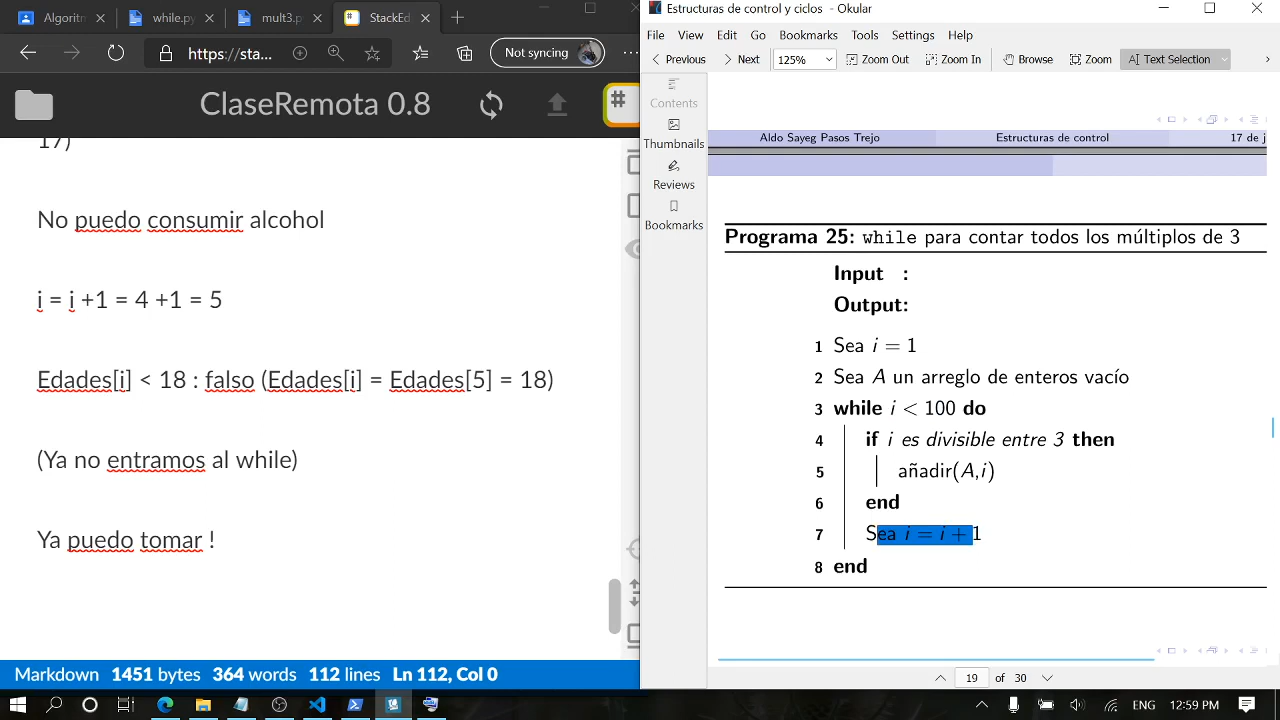 Algoritr
while.py
mult3.p
StackEd
https://sta...
Not syncing
ClaseRemota 0.8
17)
No puedo consumir alcohol
i = i +1 = 4 +1 = 5
Edades[i] < 18 : falso (Edades[i] = Edades[5] = 18)
(Ya no entramos al while)
Ya puedo tomar !
Markdown 1451 bytes 364 words 112 lines Ln 112, Col 0
Estructuras de control y ciclos - Okular
File View Edit Go Bookmarks Tools Settings Help
Previous Next 125% Zoom Out Zoom In Browse Zoom Text Selection
Contents
Thumbnails
Reviews
Bookmarks
Aldo Sayeg Pasos Trejo Estructuras de control 17 de j
Programa 25: while para contar todos los múltiplos de 3
Input :
Output:
1 Sea i = 1
2 Sea A un arreglo de enteros vacío
3 while i < 100 do
4 if i es divisible entre 3 then
5 añadir(A,i)
6 end
7 Sea i = i + 1
8 end
19 of 30
ENG 12:59 PM